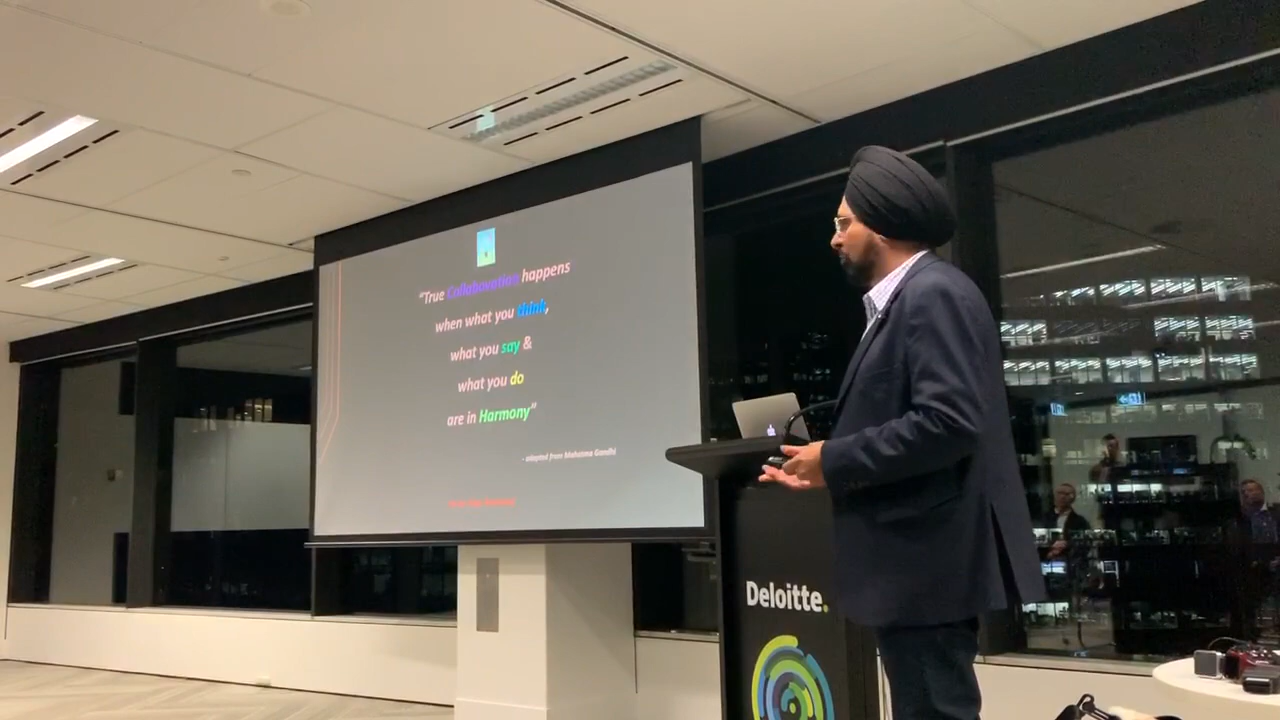 "True Collaboration happens
when what you think,
what you say &
what you do
are in Harmony"
- adapted from Mahatma Gandhi
Deloitte.